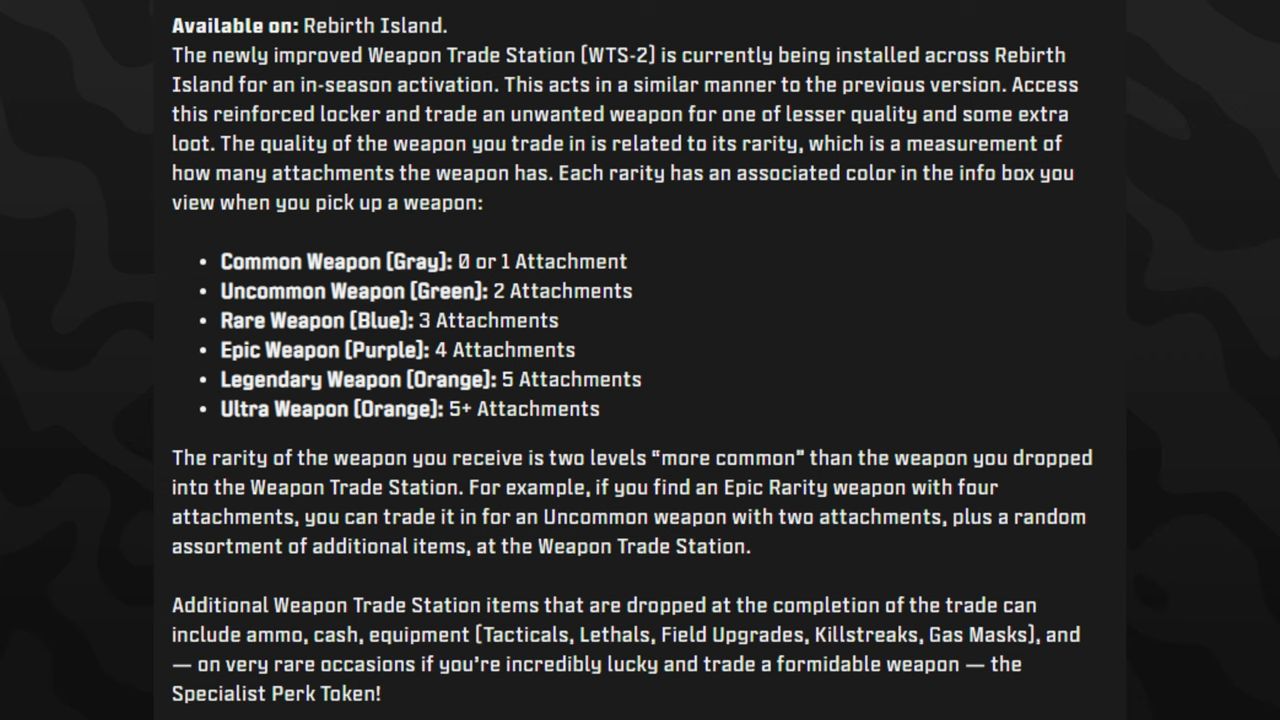 Available on: Rebirth Island.
The newly improved Weapon Trade Station (WTS-2) is currently being installed across Rebirth
Island for an in-season activation. This acts in a similar manner to the previous version. Access
this reinforced locker and trade an unwanted weapon for one of lesser quality and some extra
loot. The quality of the weapon you trade in is related to its rarity, which is a measurement of
how many attachments the weapon has. Each rarity has an associated color in the info box you
view when you pick up a weapon:
• Common Weapon (Gray): 0 or 1 Attachment
• Uncommon Weapon (Green): 2 Attachments
• Rare Weapon (Blue): 3 Attachments
• Epic Weapon (Purple): 4 Attachments
• Legendary Weapon (Orange): 5 Attachments
• Ultra Weapon (Orange): 5+ Attachments
The rarity of the weapon you receive is two levels “more common” than the weapon you dropped
into the Weapon Trade Station. For example, if you find an Epic Rarity weapon with four
attachments, you can trade it in for an Uncommon weapon with two attachments, plus a random
assortment of additional items, at the Weapon Trade Station.
Additional Weapon Trade Station items that are dropped at the completion of the trade can
include ammo, cash, equipment (Tacticals, Lethals, Field Upgrades, Killstreaks, Gas Masks), and
— on very rare occasions if you’re incredibly lucky and trade a formidable weapon — the
Specialist Perk Token!